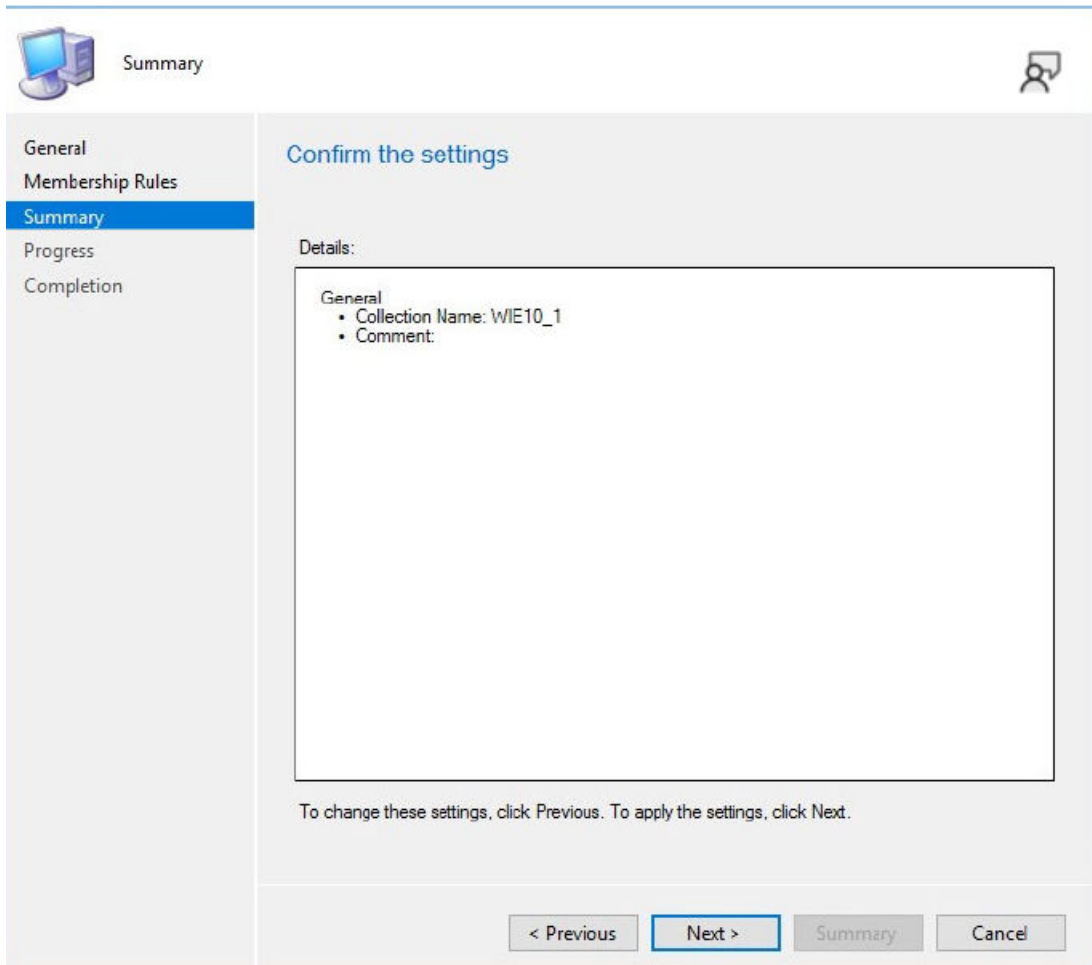 Summary
General
Membership Rules
Summary
Progress
Completion
Confirm the settings
Details:
General
• Collection Name: WIE10_1
• Comment:
To change these settings, click Previous. To apply the settings, click Next.
< Previous
Next >
Summary
Cancel